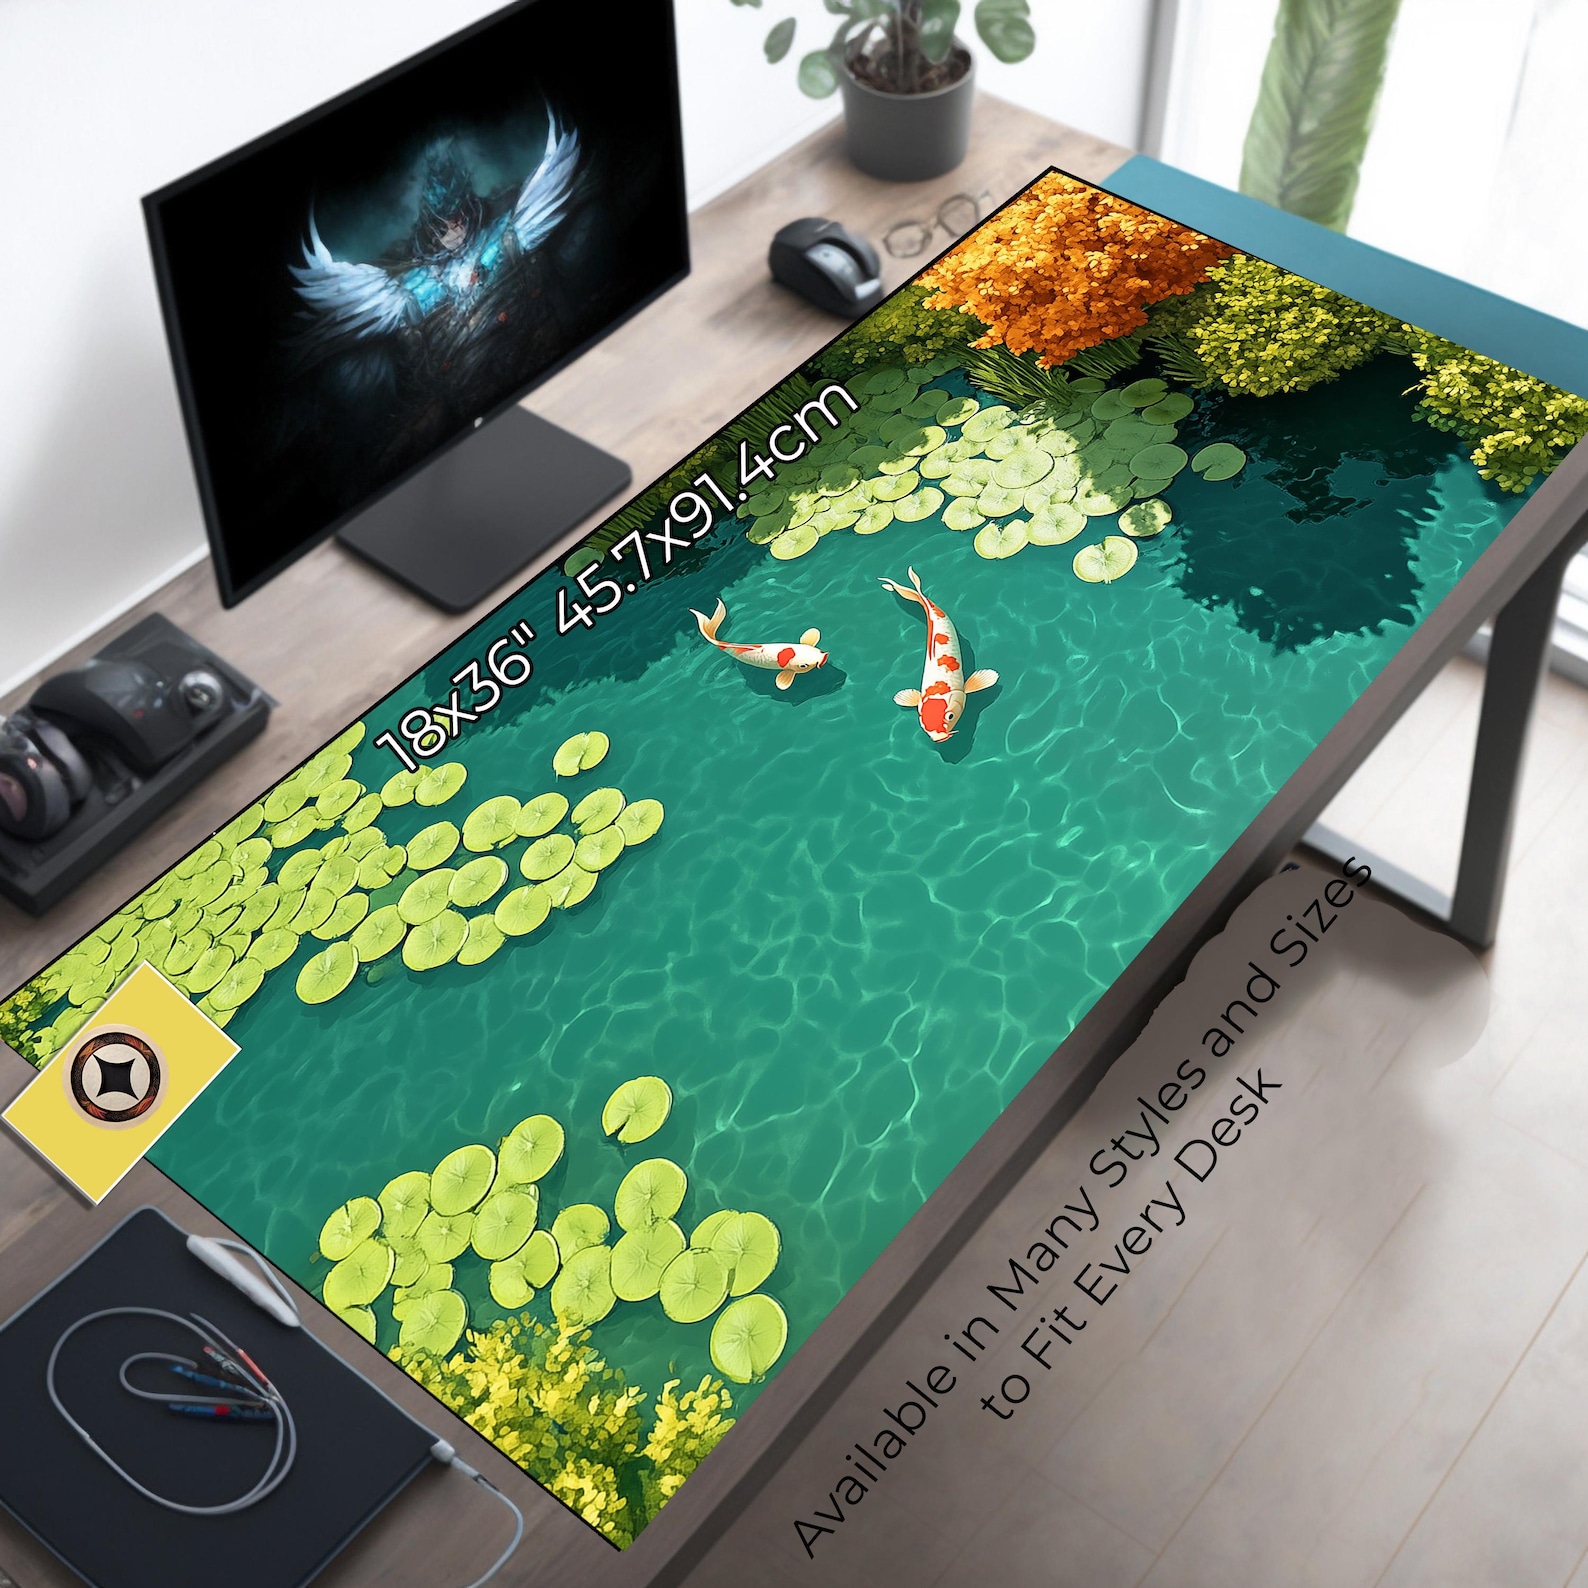 18x36" 45.7x91.4cm
Available in Many Styles and Sizes
to Fit Every Desk